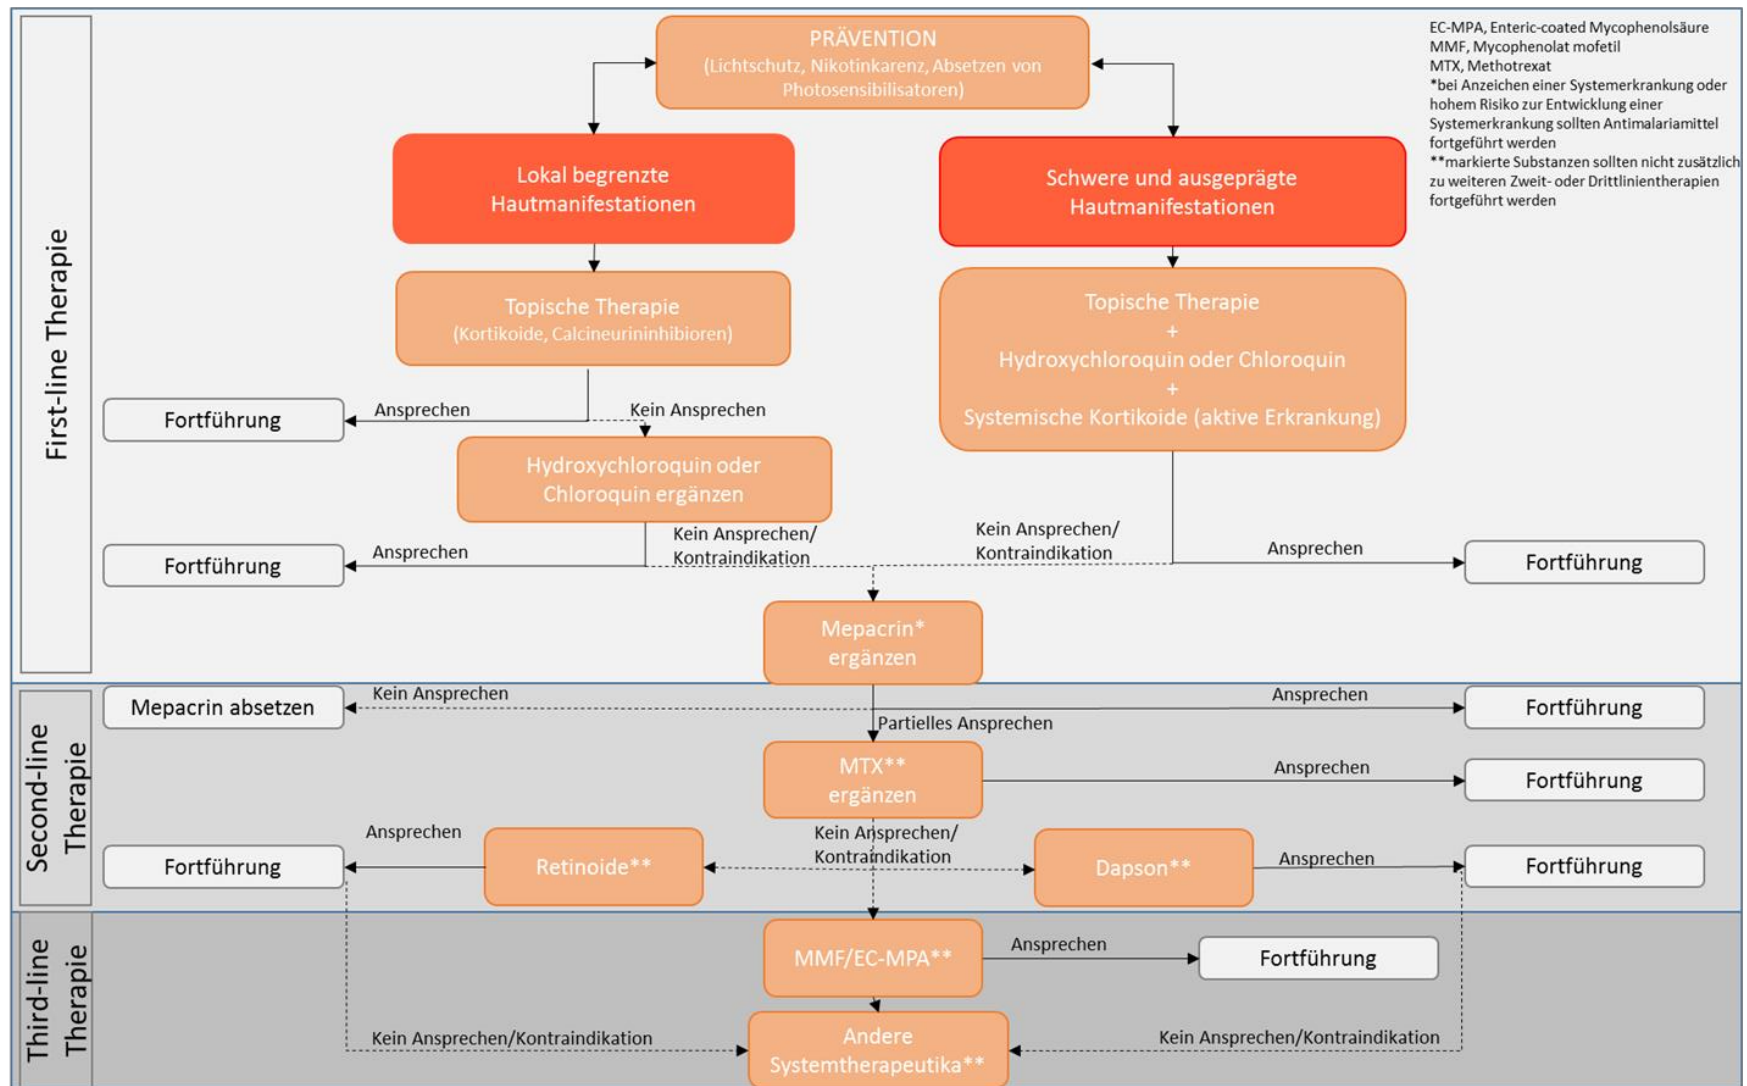 PRÄVENTION
(Lichtschutz, Nikotinkarenz, Absetzen von
Photosensibilisatoren)
EC-MPA, Enteric-coated Mycophenolsäure
MMF, Mycophenolat mofetil
MTX, Methotrexat
*bei Anzeichen einer Systemerkrankung oder
hohem Risiko zur Entwicklung einer
Systemerkrankung sollten Antimalariamittel
fortgeführt werden
**markierte Substanzen sollten nicht zusätzlich
zu weiteren Zweit- oder Drittlinientherapien
fortgeführt werden
First-line Therapie
Lokal begrenzte
Hautmanifestationen
Schwere und ausgeprägte
Hautmanifestationen
Topische Therapie
(Kortikoide, Calcineurininhibioren)
Topische Therapie
+
Hydroxychloroquin oder Chloroquin
+
Systemische Kortikoide (aktive Erkrankung)
Ansprechen
Kein Ansprechen
Fortführung
Hydroxychloroquin oder
Chloroquin ergänzen
Ansprechen
Kein Ansprechen/
Kontraindikation
Kein Ansprechen/
Kontraindikation
Ansprechen
Fortführung
Fortführung
Mepacrin*
ergänzen
Second-line
Therapie
Mepacrin absetzen
Kein Ansprechen
Ansprechen
Fortführung
Partielles Ansprechen
MTX**
ergänzen
Ansprechen
Fortführung
Kein Ansprechen/
Kontraindikation
Ansprechen
Fortführung
Retinoide**
Dapson**
Ansprechen
Fortführung
Third-line
Therapie
MMF/EC-MPA**
Ansprechen
Fortführung
Kein Ansprechen/Kontraindikation
Andere
Systemtherapeutika**
Kein Ansprechen/Kontraindikation